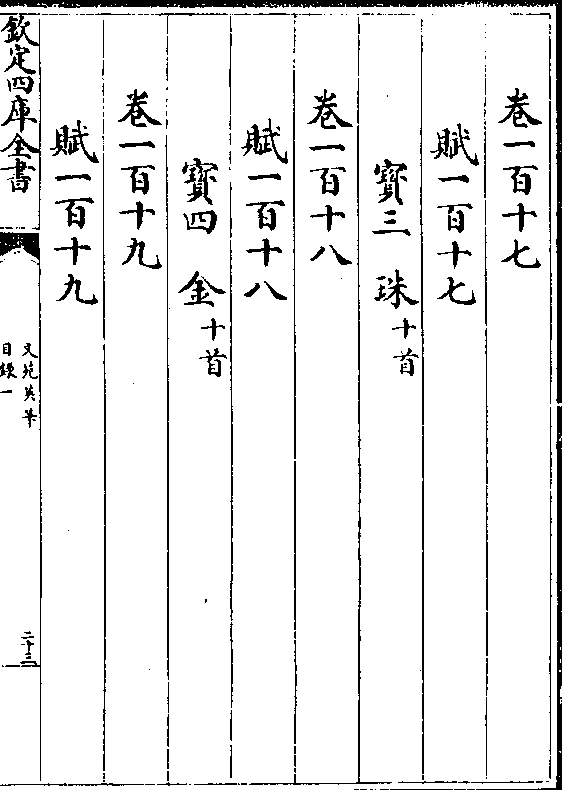 卷一百十七
賦一百十七
寳三　珠十首
卷一百十八
賦一百十八
寳四　金十首
卷一百十九
賦一百十九
欽定四庫全書
文苑英華
目録一
二十三